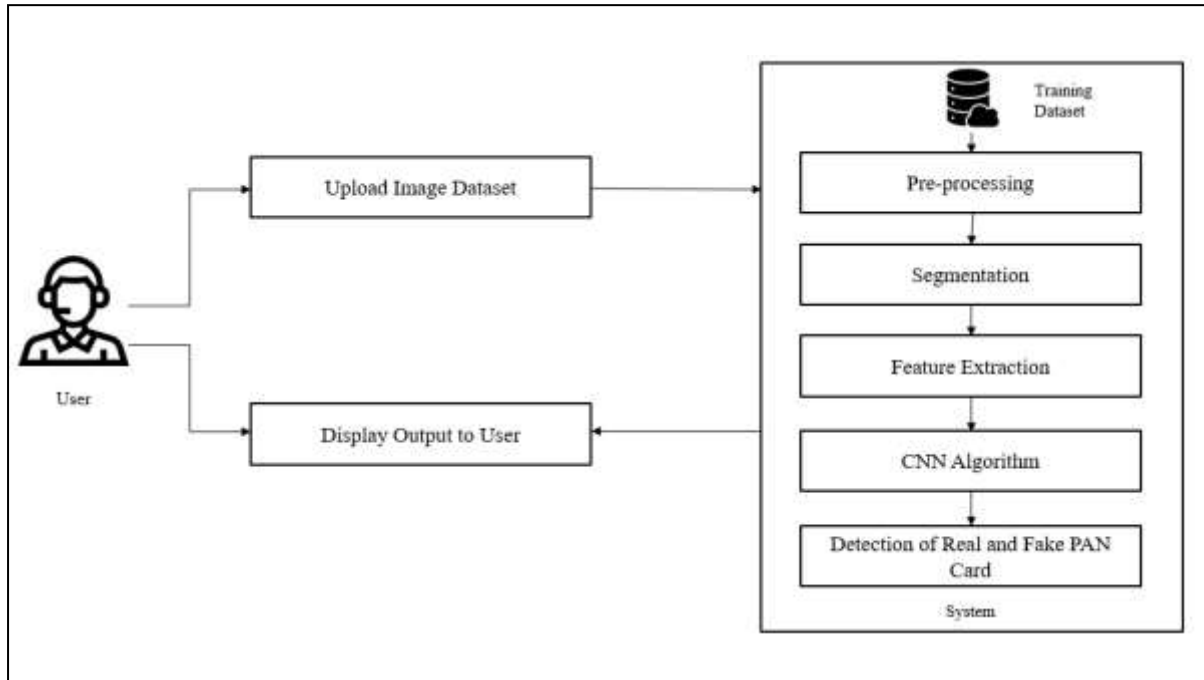 Training
Dataset
Upload Image Dataset
Pre-processing
Segmentation
Feature Extraction
User
Display Output to User
CNN Algorithm
Detection of Real and Fake PAN
Card
System